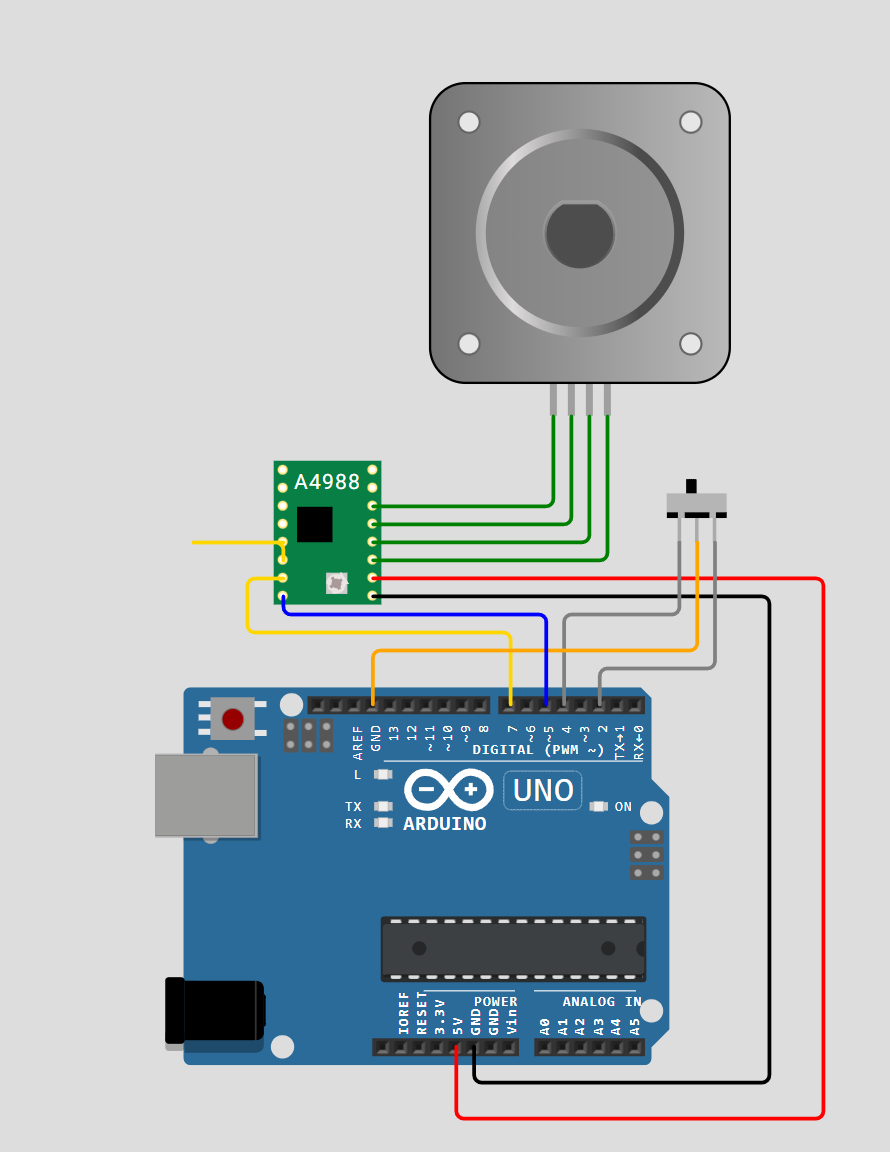 A4988
AREF
GND
13
12
~11
~10
~9
8
7
~6
~5
4
~3
2
TX→1
RX←0
DIGITAL (PWM ~)
L
TX
RX
UNO
ON
ARDUINO
IOREF
RESET
3.3V
5V
GND
GND
Vin
POWER
ANALOG IN
A0
A1
A2
A3
A4
A5